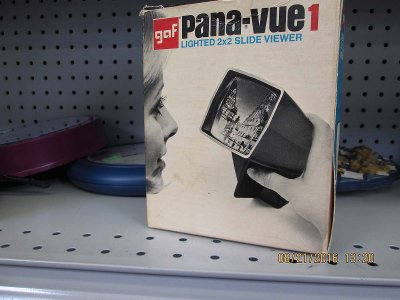 gaf Pana-Vue 1
LIGHTED 2x2 SLIDE VIEWER
08/21/2016 13:30